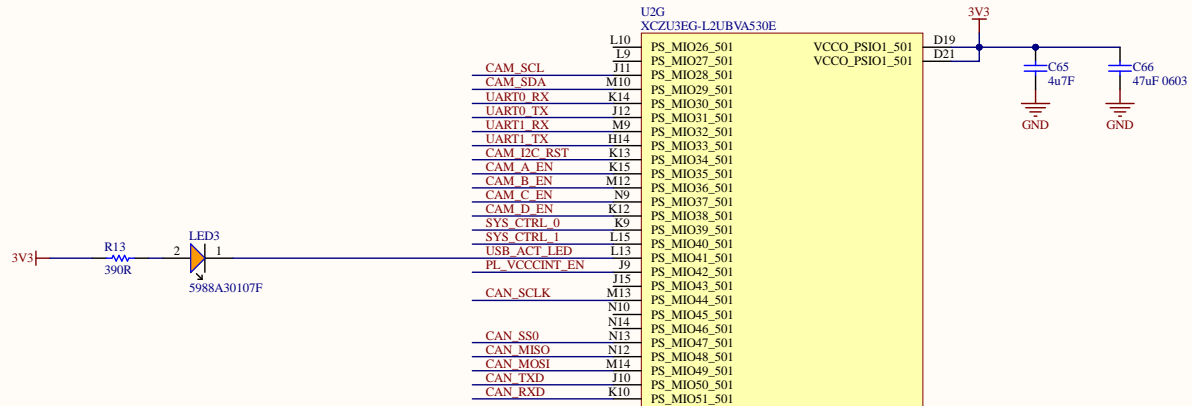 U2G
XCZU3EG-L2UBVA530E
3V3
L10 PS_MIO26_501 VCCO_PSIO1_501 D19
L9 PS_MIO27_501 VCCO_PSIO1_501 D21
CAM_SCL J11 PS_MIO28_501
CAM_SDA M10 PS_MIO29_501
UART0_RX K14 PS_MIO30_501
UART0_TX J12 PS_MIO31_501
UART1_RX M9 PS_MIO32_501
UART1_TX H14 PS_MIO33_501
CAM_I2C_RST K13 PS_MIO34_501
CAM_A_EN K15 PS_MIO35_501
CAM_B_EN M12 PS_MIO36_501
CAM_C_EN N9 PS_MIO37_501
CAM_D_EN K12 PS_MIO38_501
SYS_CTRL_0 K9 PS_MIO39_501
SYS_CTRL_1 L15 PS_MIO40_501
USB_ACT_LED L13 PS_MIO41_501
PL_VCCCINT_EN J9 PS_MIO42_501
J15 PS_MIO43_501
CAN_SCLK M13 PS_MIO44_501
N10 PS_MIO45_501
N14 PS_MIO46_501
CAN_SS0 N13 PS_MIO47_501
CAN_MISO N12 PS_MIO48_501
CAN_MOSI M14 PS_MIO49_501
CAN_TXD J10 PS_MIO50_501
CAN_RXD K10 PS_MIO51_501
C65
4u7F
GND
C66
47uF 0603
GND
3V3
R13
390R
2
LED3
1
5988A30107F